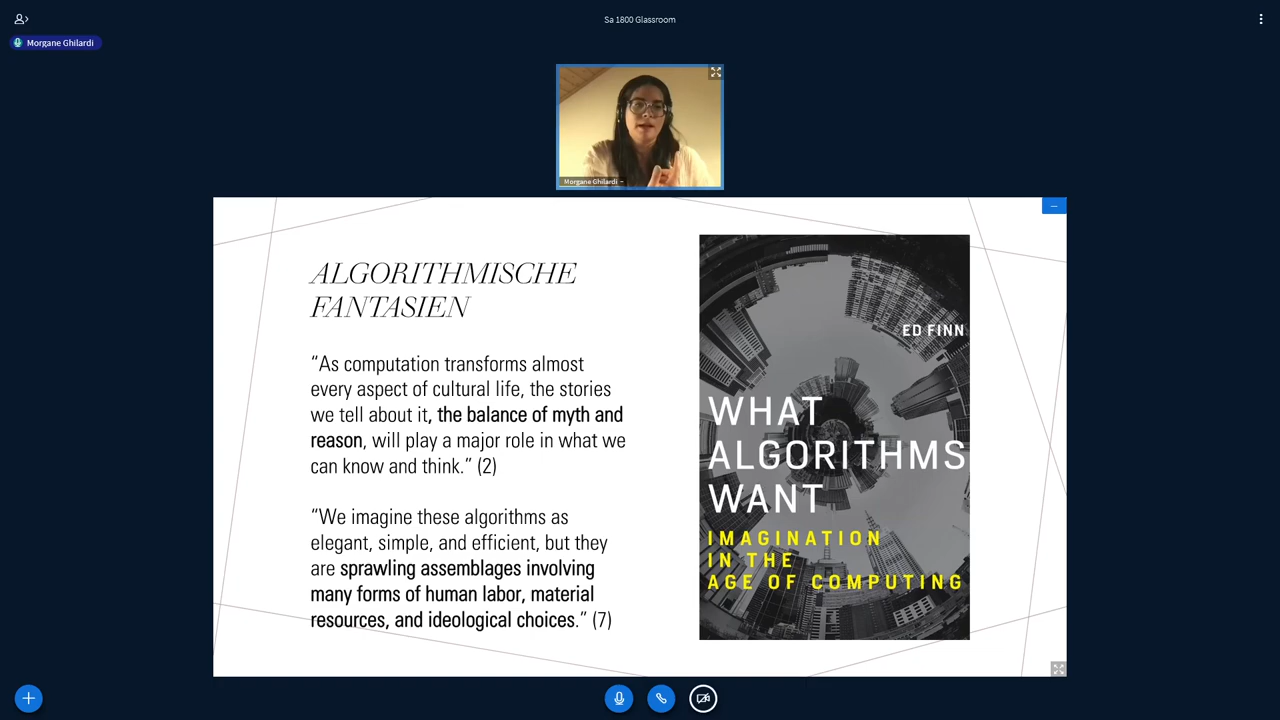 Sa 1800 Glassroom
Morgane Ghilardi
Morgane Ghilardi
ALGORITHMISCHE
FANTASIEN
“As computation transforms almost
every aspect of cultural life, the stories
we tell about it, the balance of myth and
reason, will play a major role in what we
can know and think.” (2)
“We imagine these algorithms as
elegant, simple, and efficient, but they
are sprawling assemblages involving
many forms of human labor, material
resources, and ideological choices.” (7)
ED FINN
WHAT
ALGORITHMS
WANT
IMAGINATION
IN THE
AGE OF COMPUTING